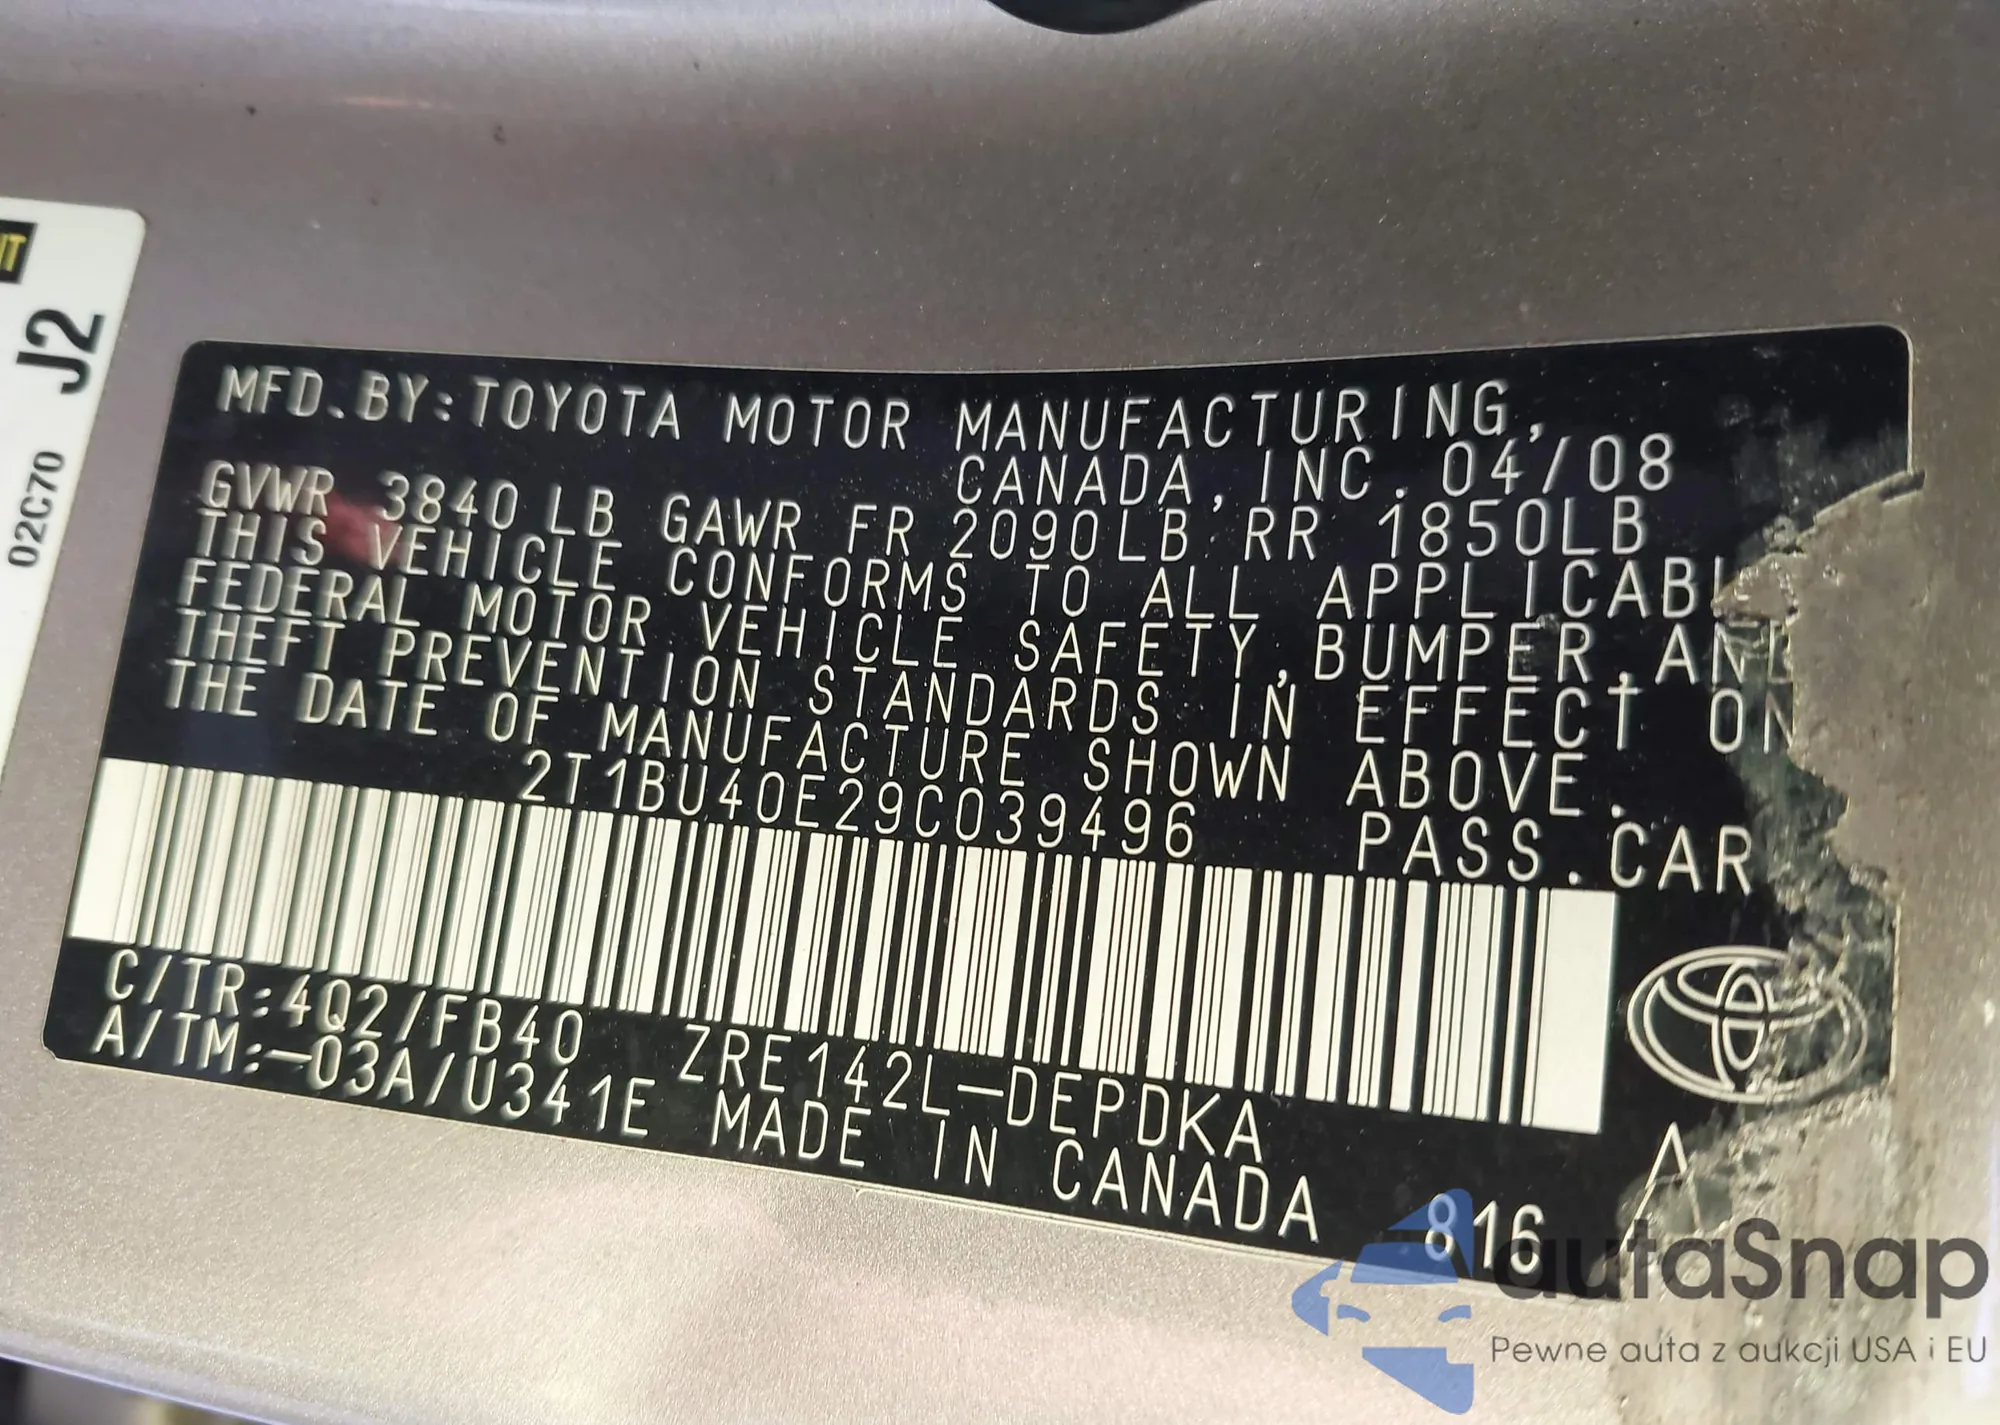 IT
J2
02C70
MFD.BY:TOYOTA MOTOR MANUFACTURING,
CANADA,INC. 04/08
GVWR 3840LB GAWR FR 2090LB RR 1850LB
THIS VEHICLE CONFORMS TO ALL APPLICABL
FEDERAL MOTOR VEHICLE SAFETY,BUMPER,AND
THEFT PREVENTION STANDARDS IN EFFECT ON
THE DATE OF MANUFACTURE SHOWN ABOVE.
2T1BU40E29C039496 PASS.CAR
C/TR:4Q2/FB40 ZRE142L-DEPDKA
A/TM:-03A/U341E MADE IN CANADA 816
A
autaSnap
Pewne auta z aukcji USA i EU